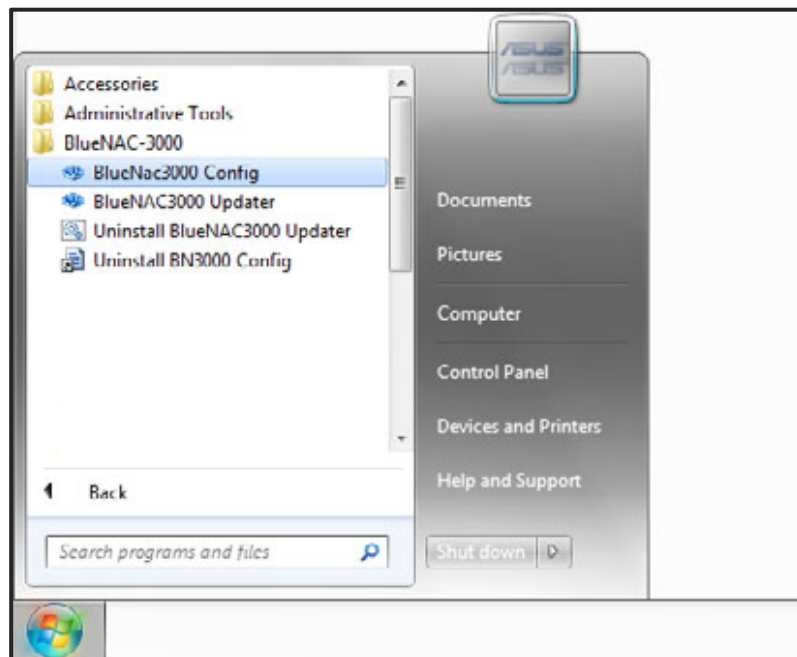 ASUS
ASUS
Accessories
Administrative Tools
BlueNAC-3000
BlueNac3000 Config
BlueNAC3000 Updater
Uninstall BlueNAC3000 Updater
Uninstall BN3000 Config
Back
Search programs and files
Documents
Pictures
Computer
Control Panel
Devices and Printers
Help and Support
Shut down